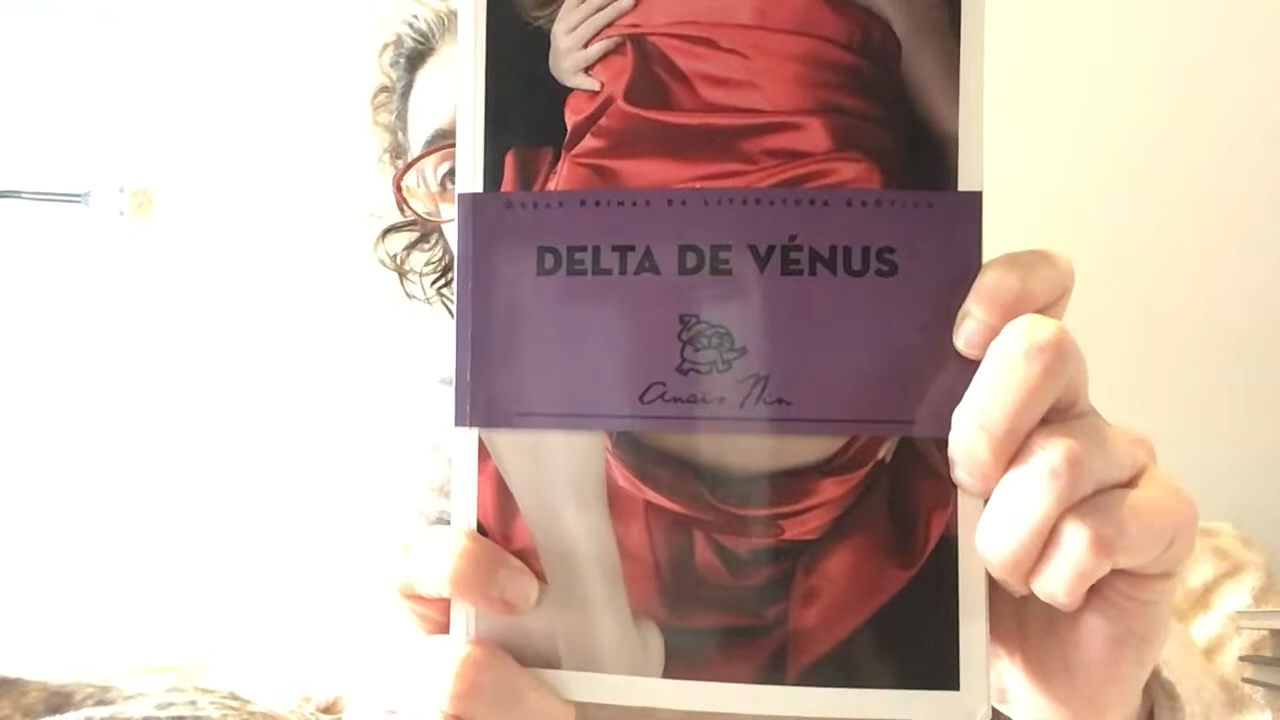 OBRAS PRIMAS DA LITERATURA ERÓTICA
DELTA DE VÉNUS
Anaïs Nin